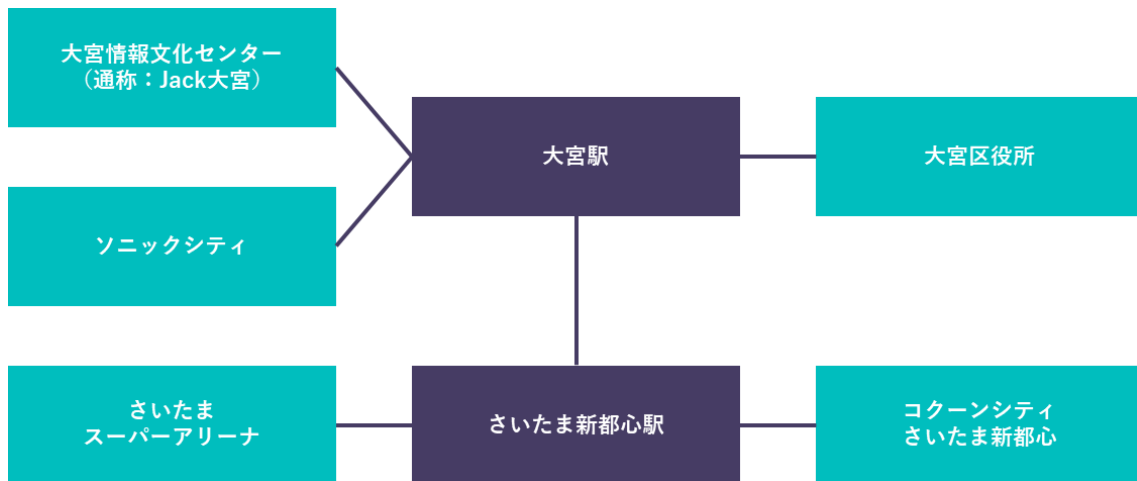 大宮情報文化センター
（通称：Jack大宮）
大宮駅
大宮区役所
ソニックシティ
さいたま
スーパーアリーナ
さいたま新都心駅
コクーンシティ
さいたま新都心